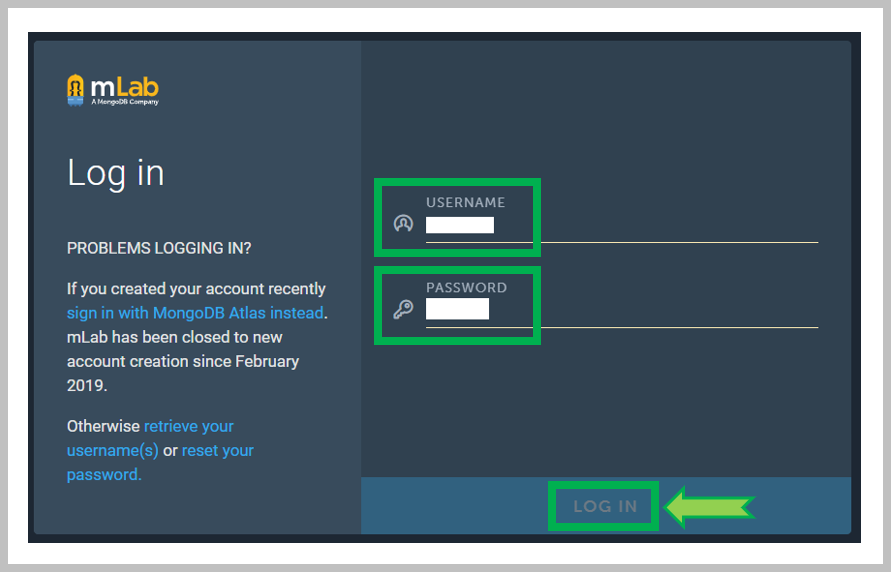 mLab
A MongoDB Company
Log in
PROBLEMS LOGGING IN?
If you created your account recently
sign in with MongoDB Atlas instead.
mLab has been closed to new
account creation since February
2019.
Otherwise retrieve your
username(s) or reset your
password.
USERNAME
PASSWORD
LOG IN